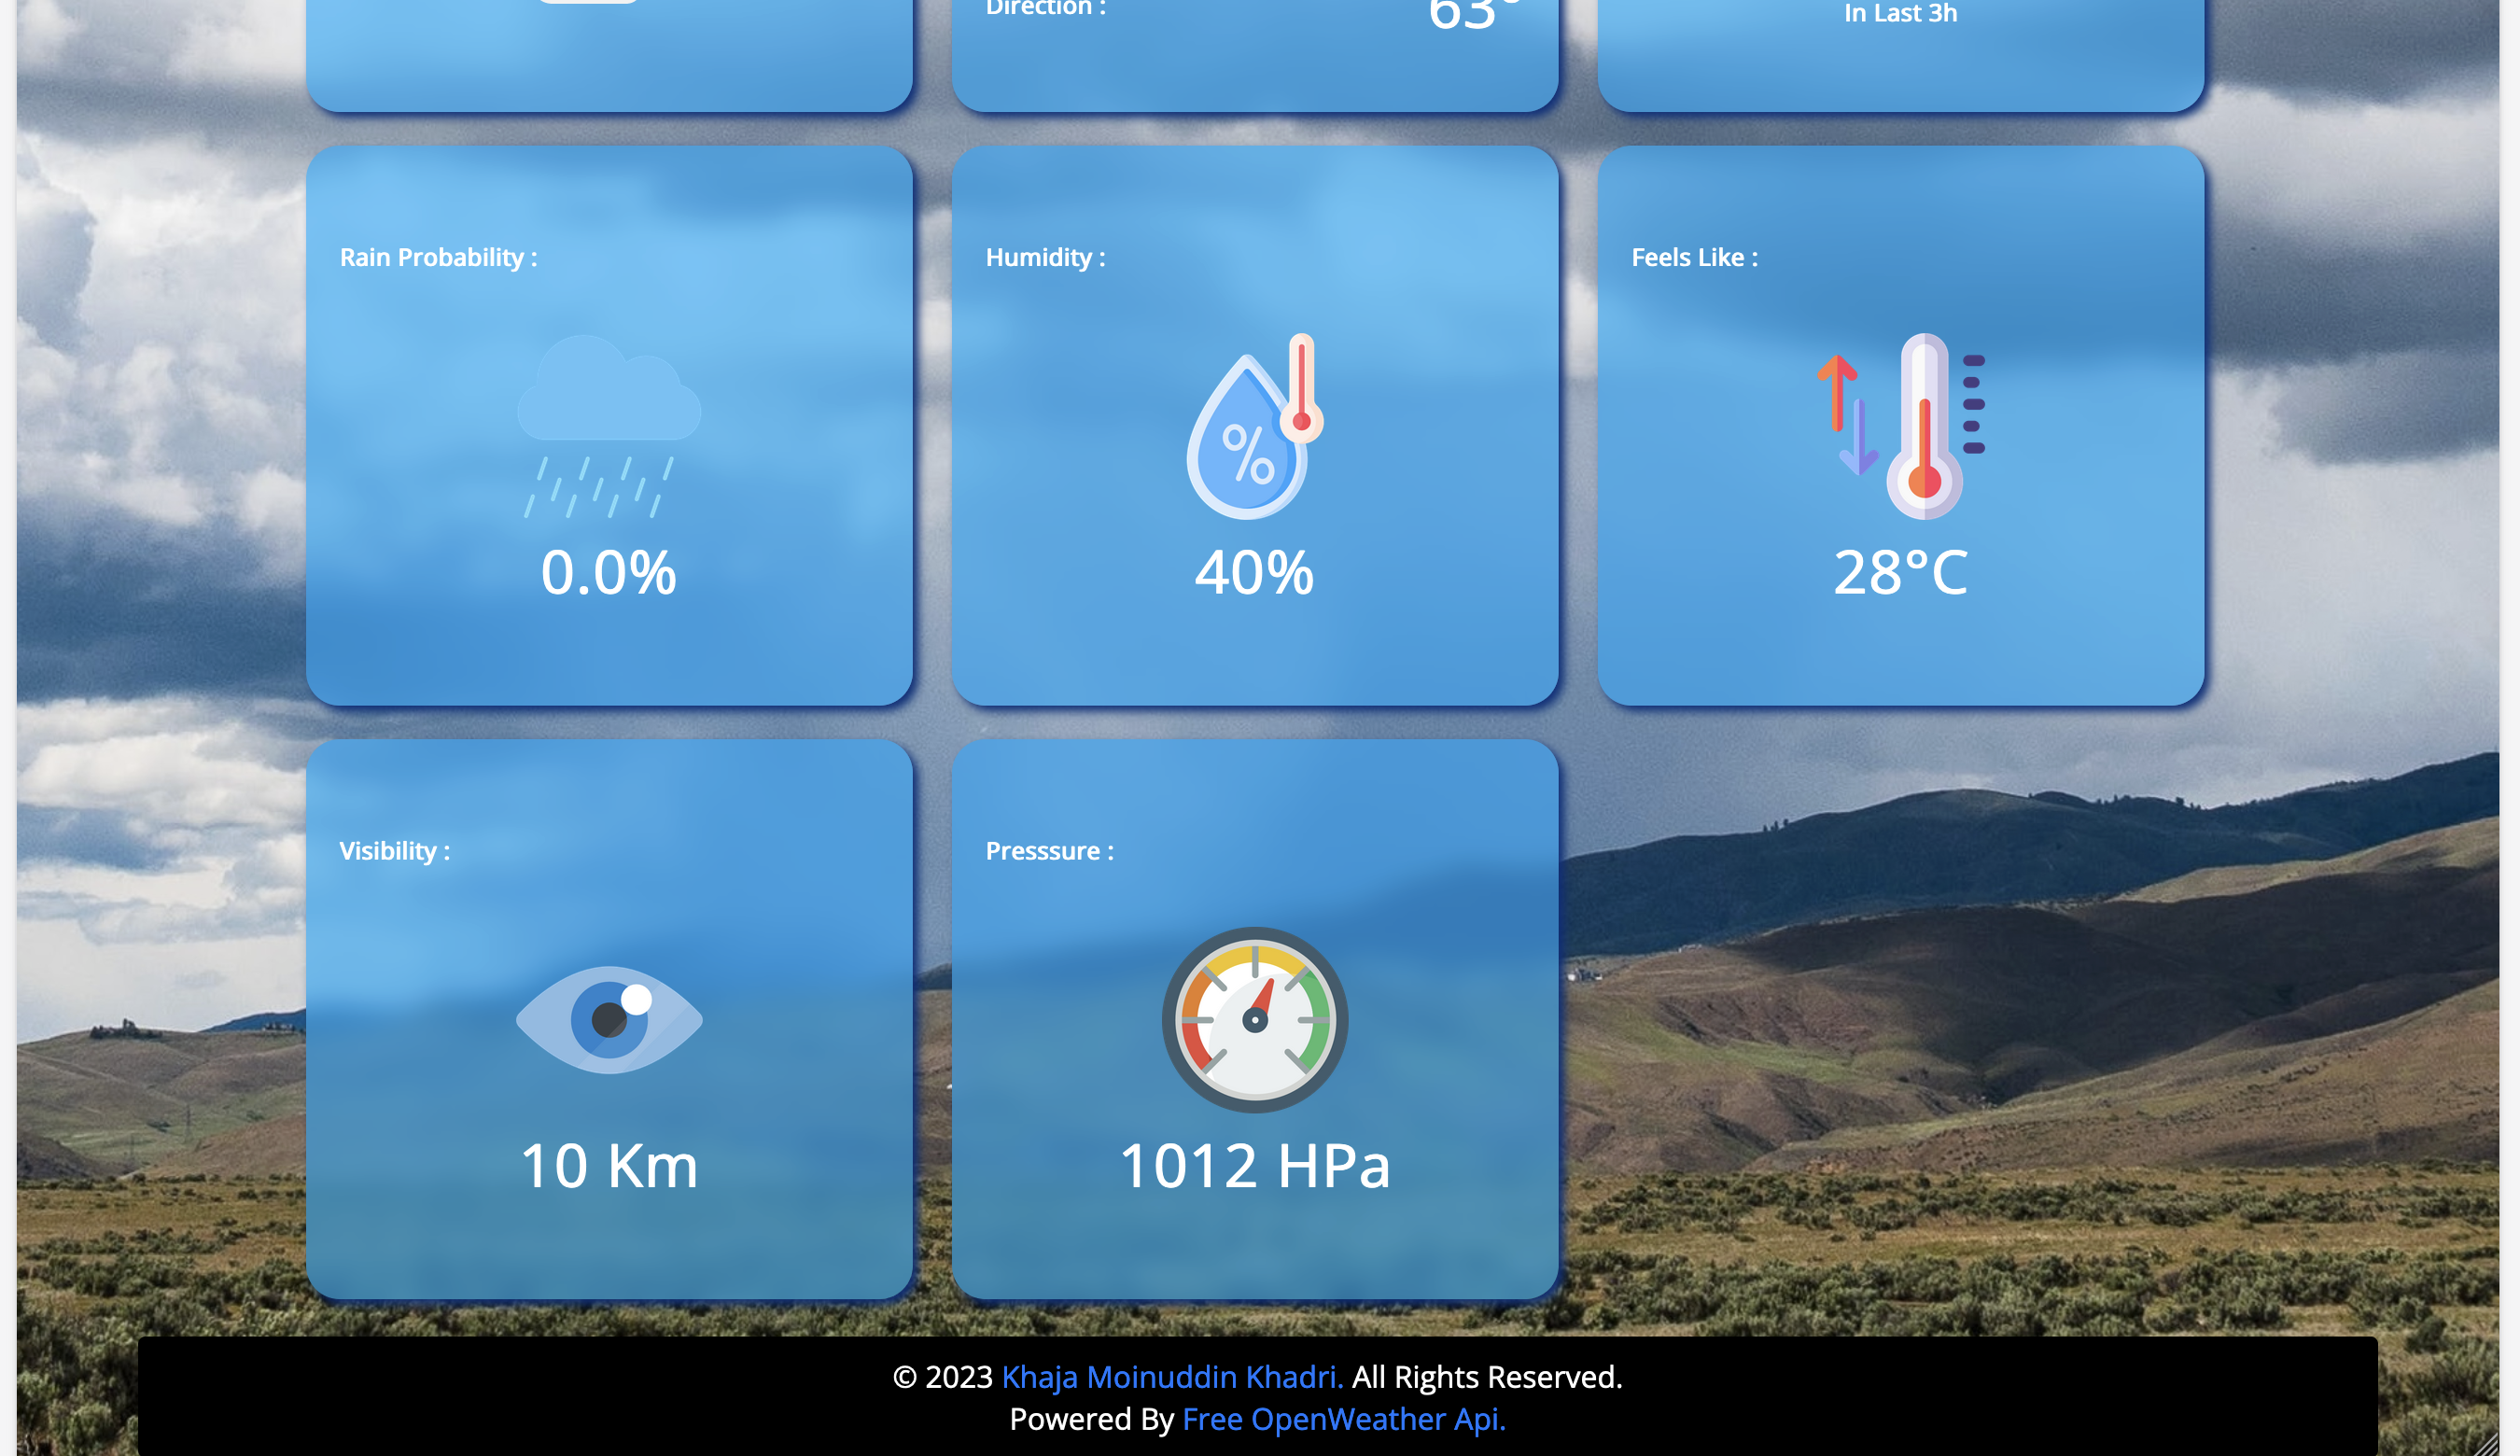 Direction :
63°
In Last 3h
Rain Probability :
Humidity :
Feels Like :
%
0.0%
40%
28°C
Visibility :
Presssure :
10 Km
1012 HPa
© 2023 Khaja Moinuddin Khadri. All Rights Reserved.
Powered By Free OpenWeather Api.